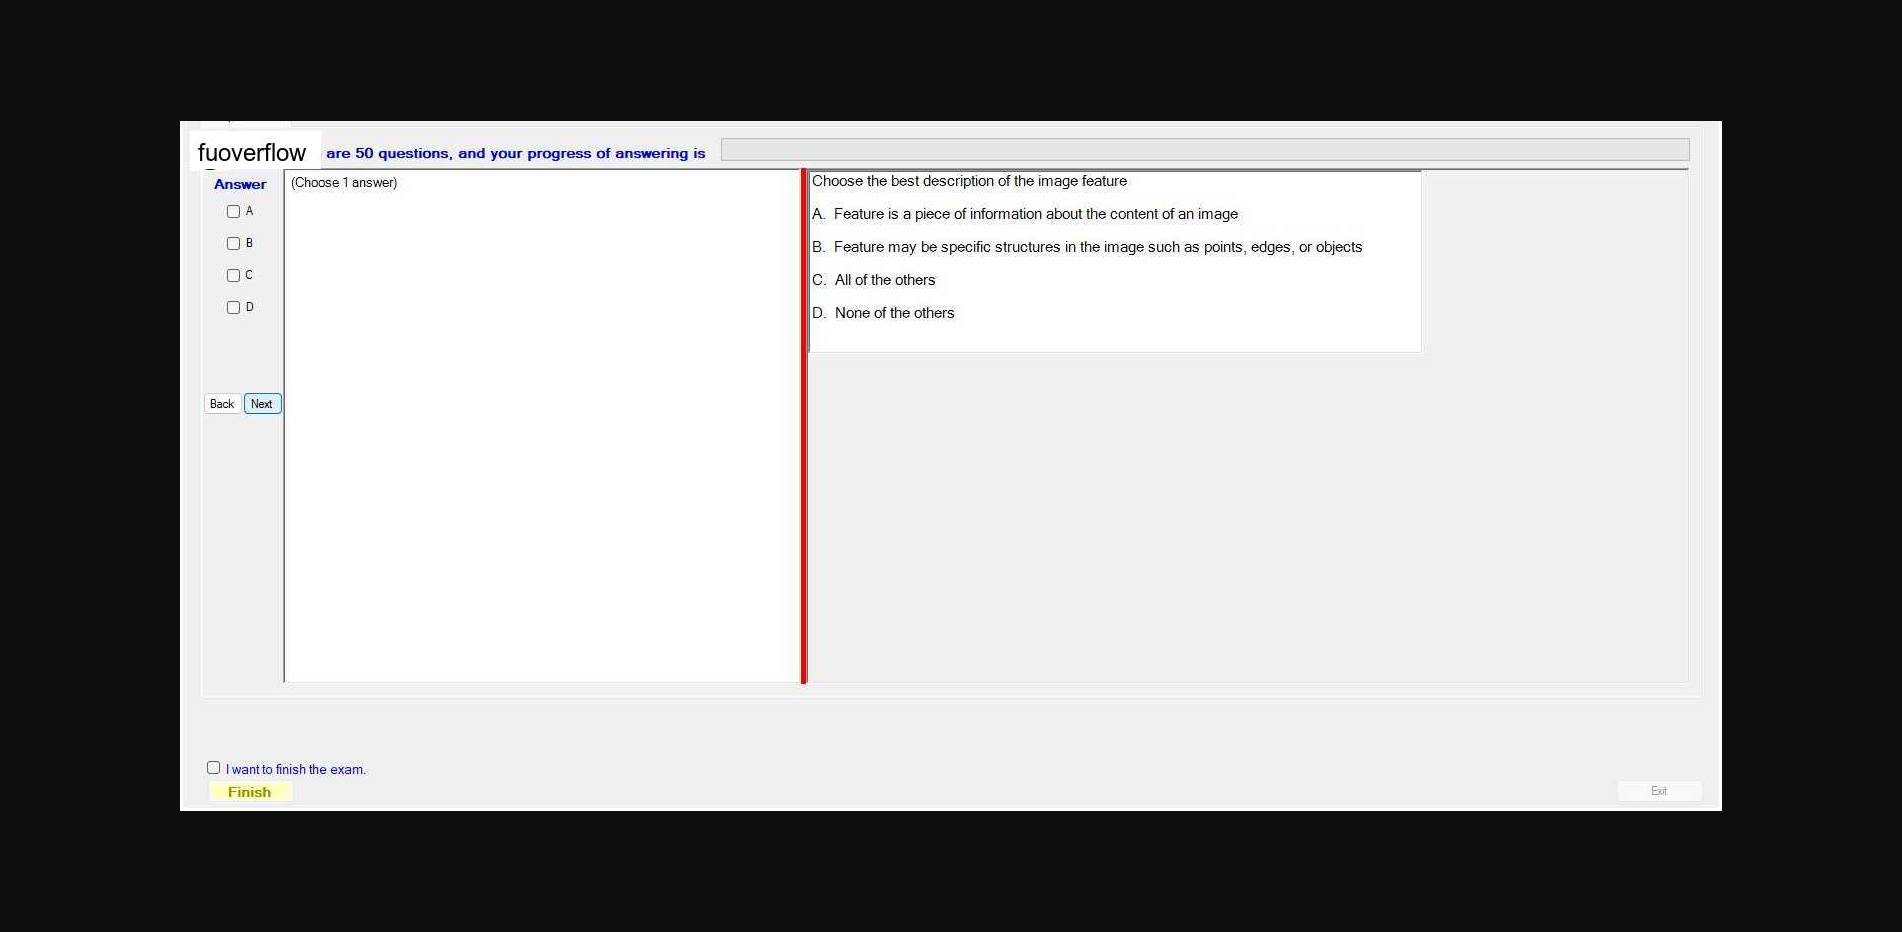 fuoverflow are 50 questions, and your progress of answering is
Answer
A
B
C
D
Back Next
(Choose 1 answer)
Choose the best description of the image feature
A. Feature is a piece of information about the content of an image
B. Feature may be specific structures in the image such as points, edges, or objects
C. All of the others
D. None of the others
I want to finish the exam.
Finish
Exit